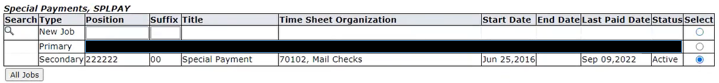 Special Payments, SPLPAY
Search Type Position Suffix Title Time Sheet Organization Start Date End Date Last Paid Date Status Select
New Job
Primary
Secondary 222222 00 Special Payment 70102, Mail Checks Jun 25,2016 Sep 09,2022 Active
All Jobs